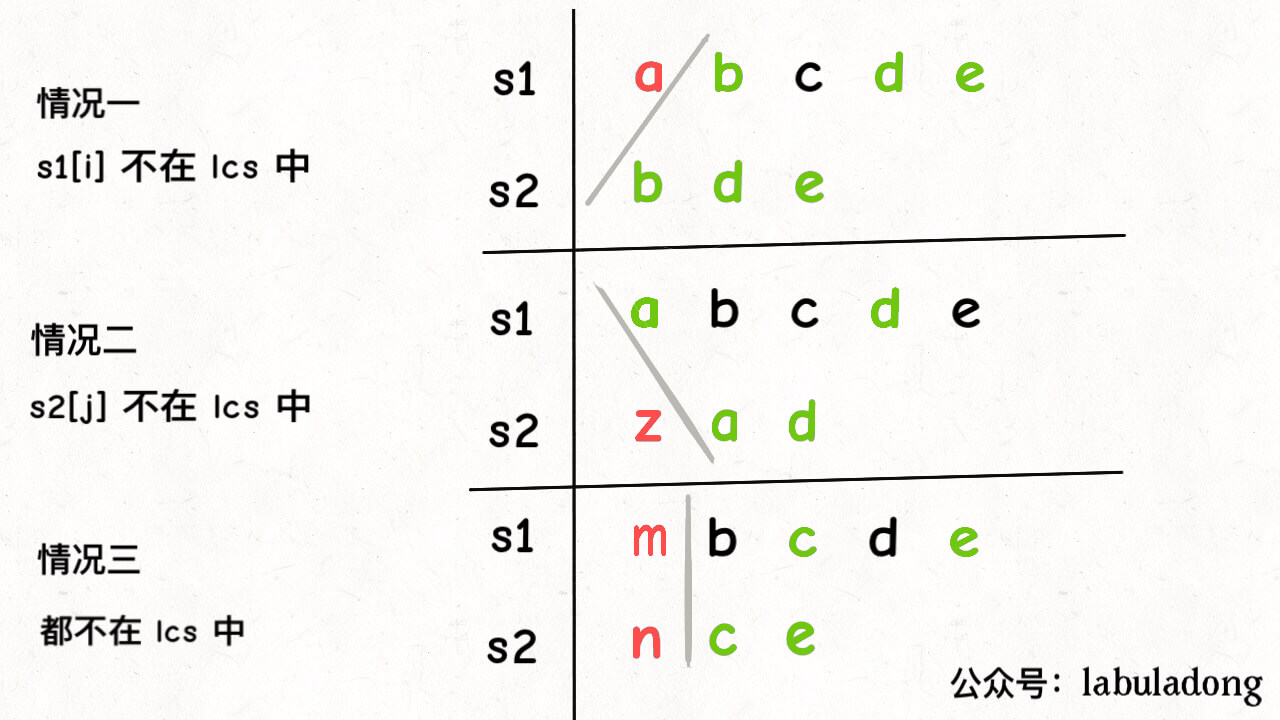 情况一
s1[i] 不在 lcs 中
s1 a b c d e
s2 b d e
情况二
s2[j] 不在 lcs 中
s1 a b c d e
s2 z a d
情况三
都不在 lcs 中
s1 m b c d e
s2 n c e
公众号：labuladong